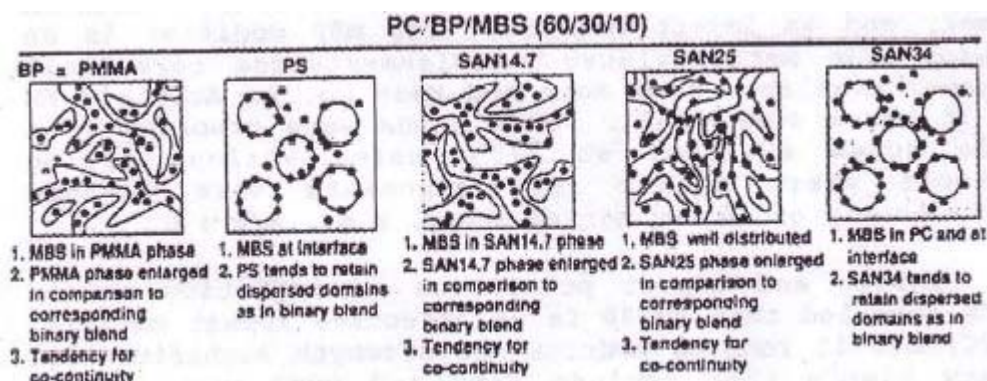 PC/BP/MBS (60/30/10)
BP = PMMA
PS
SAN14.7
SAN25
SAN34
1. MBS in PMMA phase
2. PMMA phase enlarged
in comparison to
corresponding
binary blend
3. Tendency for
co-continuity
1. MBS at interface
2. PS tends to retain
dispersed domains
as in binary blend
1. MBS in SAN14.7 phase
2. SAN14.7 phase enlarged
in comparison to
corresponding
binary blend
3. Tendency for
co-continuity
1. MBS well distributed
2. SAN25 phase enlarged
in comparison to
corresponding
binary blend
3. Tendency for
co-continuity
1. MBS in PC and at
interface
2. SAN34 tends to
retain dispersed
domains as in
binary blend